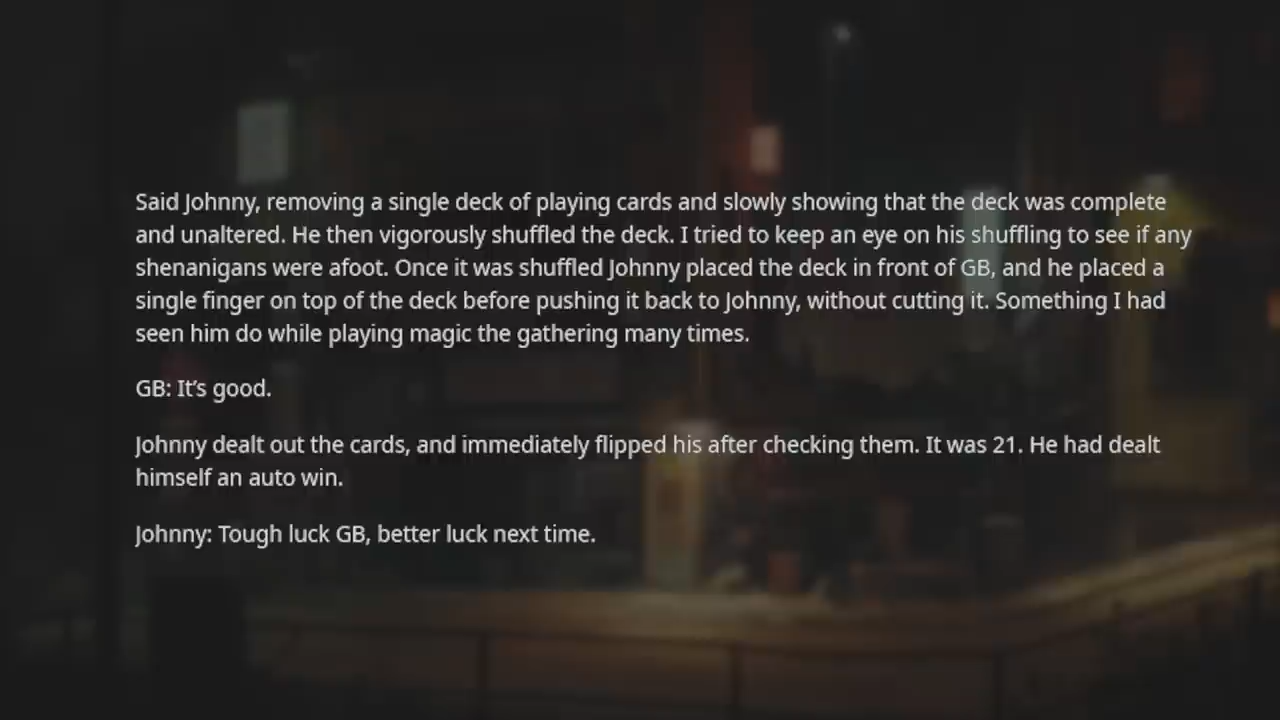 Said Johnny, removing a single deck of playing cards and slowly showing that the deck was complete
and unaltered. He then vigorously shuffled the deck. I tried to keep an eye on his shuffling to see if any
shenanigans were afoot. Once it was shuffled Johnny placed the deck in front of GB, and he placed a
single finger on top of the deck before pushing it back to Johnny, without cutting it. Something I had
seen him do while playing magic the gathering many times.
GB: It’s good.
Johnny dealt out the cards, and immediately flipped his after checking them. It was 21. He had dealt
himself an auto win.
Johnny: Tough luck GB, better luck next time.